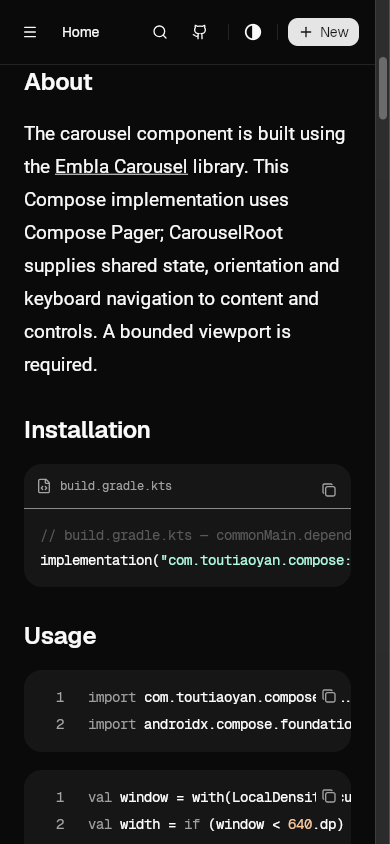 Home
New
About
The carousel component is built using
the Embla Carousel library. This
Compose implementation uses
Compose Pager; CarouselRoot
supplies shared state, orientation and
keyboard navigation to content and
controls. A bounded viewport is
required.
Installation
build.gradle.kts
// build.gradle.kts — commonMain.depend
implementation("com.toutiaoyan.compose:
Usage
1 import com.toutiaoyan.compose ..
2 import androidx.compose.foundatio
1 val window = with(LocalDensit cu
2 val width = if (window < 640.dp)